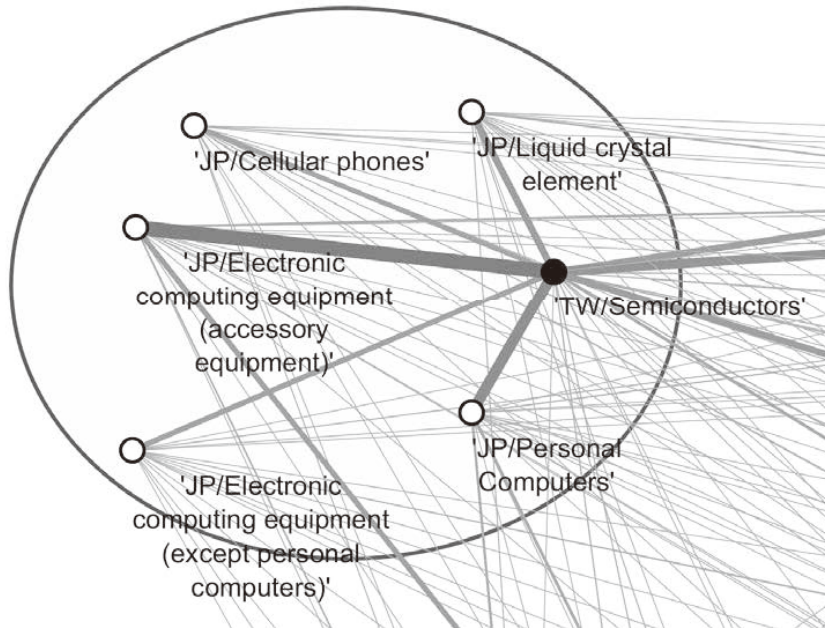 'JP/Cellular phones'
'JP/Liquid crystal
element'
'JP/Electronic
computing equipment
(accessory
equipment)'
'TW/Semiconductors'
'JP/Personal
Computers'
'JP/Electronic
computing equipment
(except personal
computers)'